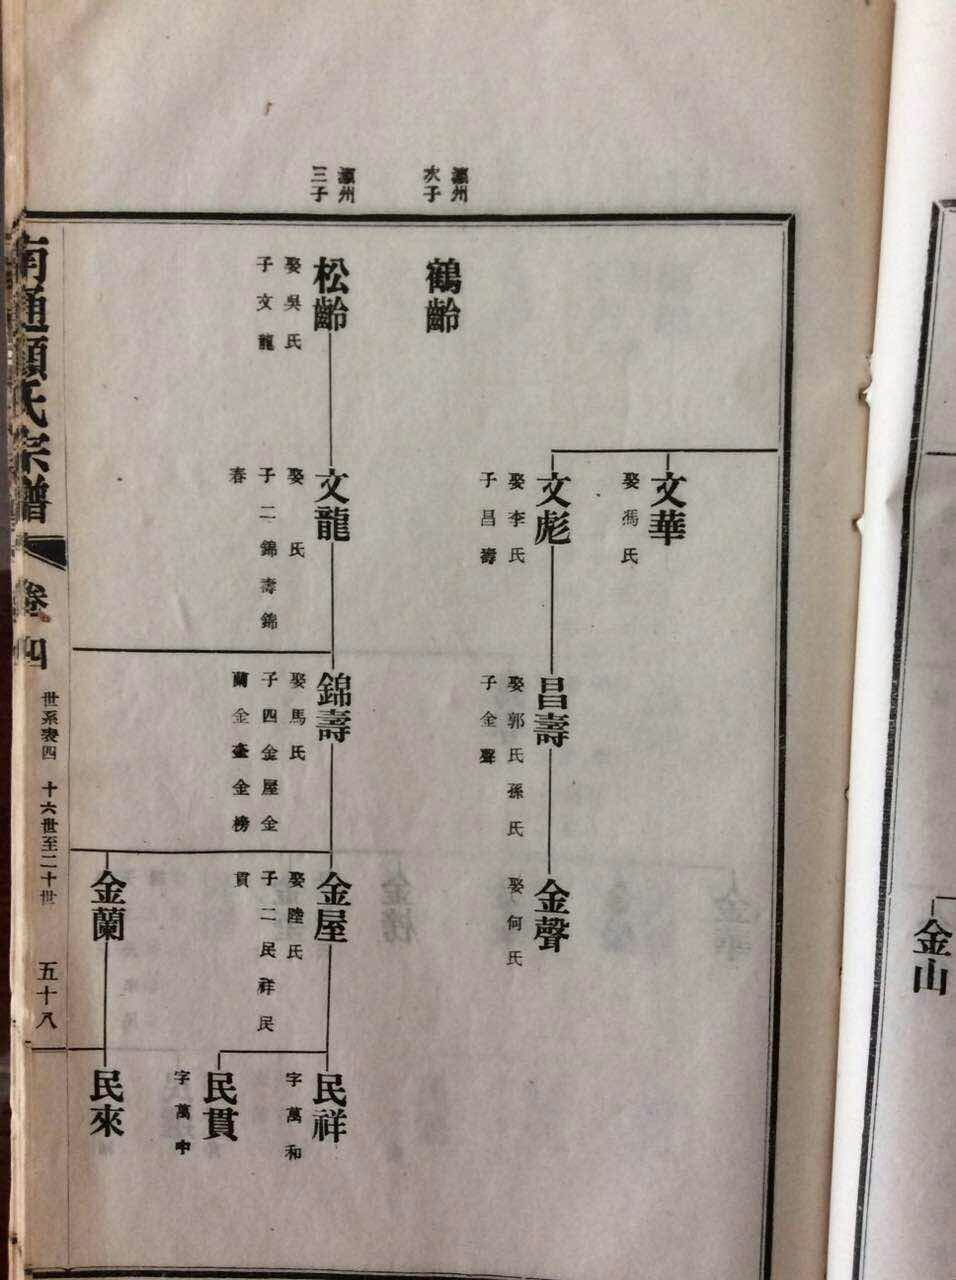 瀛州
次子
瀛州
三子
鶴齡
松齡
娶吳氏
子文龍
文華
娶馮氏
文彪
娶李氏
子昌壽
文龍
娶 氏
子二錦壽錦
春
昌壽
娶郭氏孫氏
子金聲
錦壽
娶馬氏
子四金屋金
蘭金奎金榜
金聲
娶何氏
金屋
娶陸氏
子二民祥民
貫
金蘭
民祥
字萬和
民貫
字萬中
民來
南通顧氏宗譜
卷四
世系表四 十六世至二十世
五十八
金山